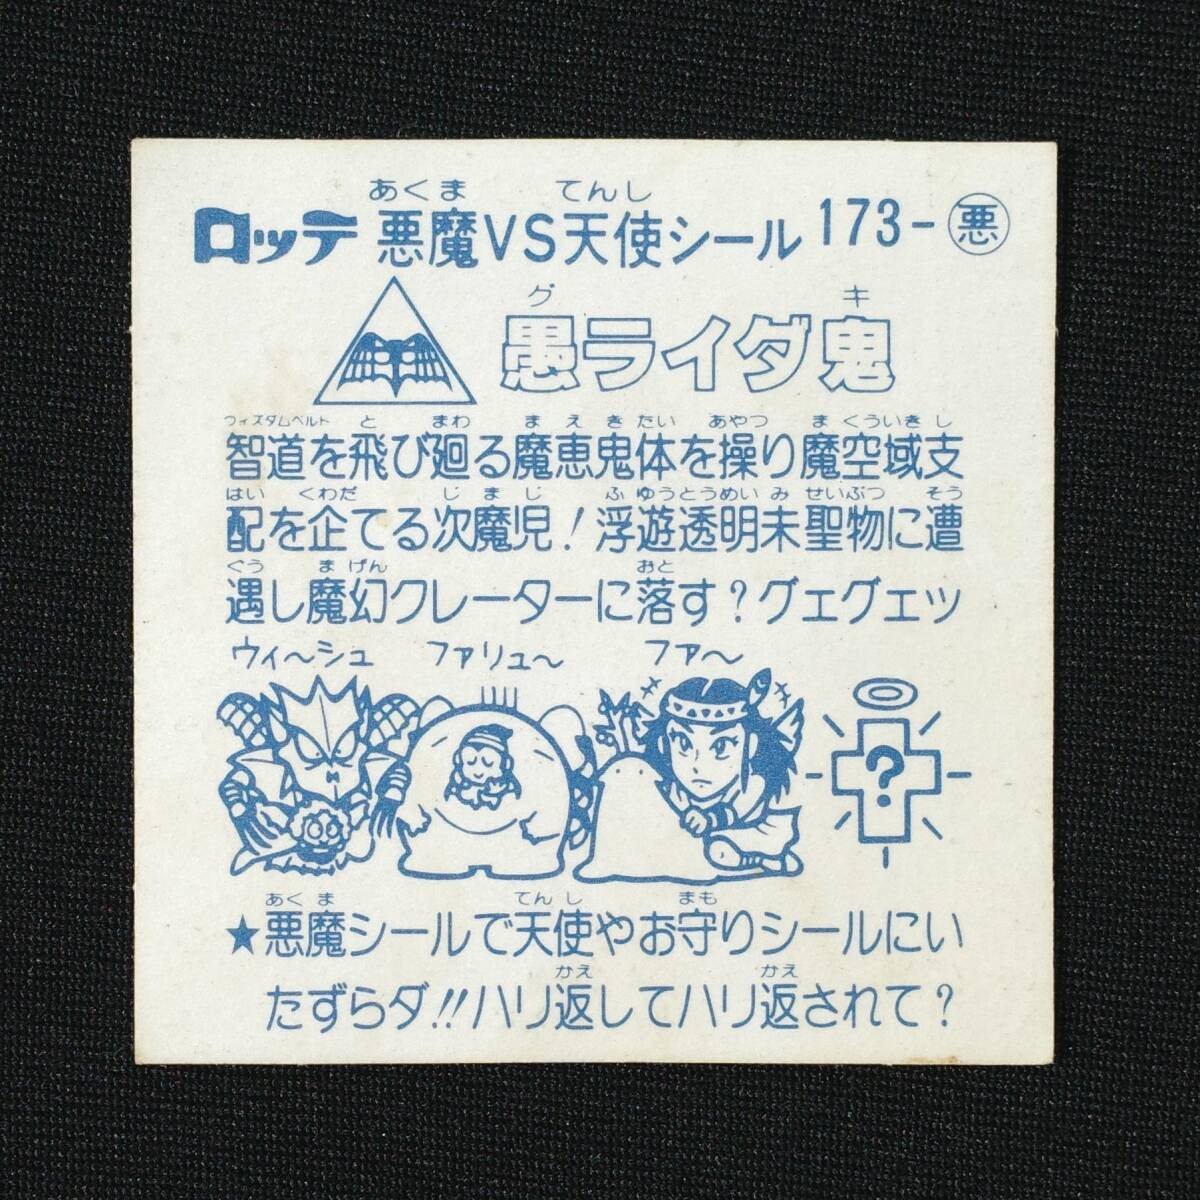 あくま てんし
ロッテ 悪魔VS天使シール 173-悪
グ キ
愚ライダ鬼
ウィズダムベルト と まわ ま え き たい あやつ ま くういき し
智道を飛び廻る魔恵鬼体を操り魔空域支
はい くわだ じ ま じ ふ ゆうとうめい み せいぶつ そう
配を企てる次魔児!浮遊透明未聖物に遭
ぐう ま げん おと
遇し魔幻クレーターに落す?グェグェッ
ウィ〜シュ ファリュ〜 ファ〜
?
あく ま てん し まも
★悪魔シールで天使やお守りシールにい
かえ かえ
たずらダ!!ハリ返してハリ返されて?